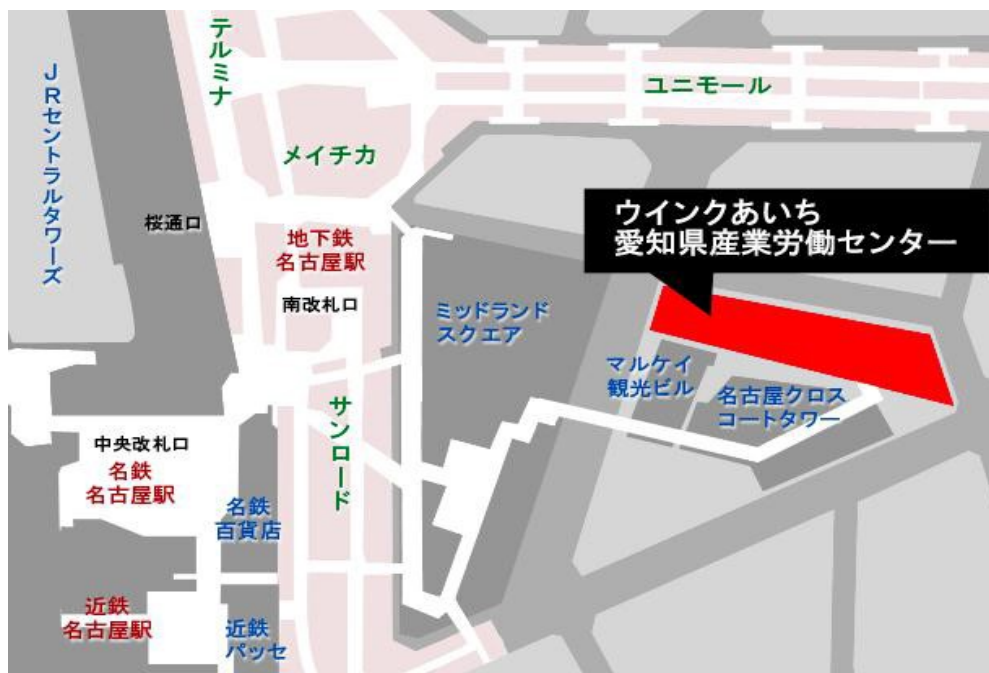 テルミナ
JRセントラルタワーズ
ユニモール
メイチカ
桜通口
ウインクあいち
愛知県産業労働センター
地下鉄
名古屋駅
南改札口
ミッドランド
スクエア
マルケイ
観光ビル
名古屋クロス
コートタワー
サンロード
中央改札口
名鉄
名古屋駅
名鉄
百貨店
近鉄
名古屋駅
近鉄
パッセ